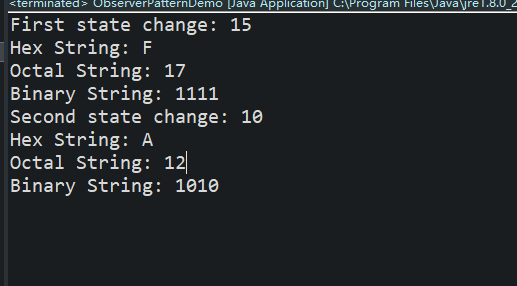 <terminated> ObserverPatternDemo [Java Application] C:\Program Files\Java\jre1.8.0_2
First state change: 15
Hex String: F
Octal String: 17
Binary String: 1111
Second state change: 10
Hex String: A
Octal String: 12
Binary String: 1010